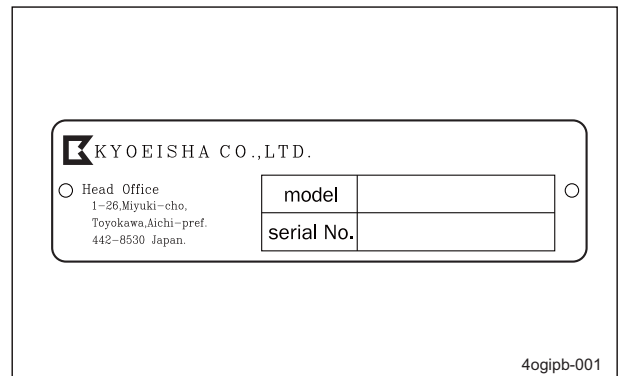 KYOEISHA CO.,LTD.
Head Office
1-26,Miyuki-cho,
Toyokawa,Aichi-pref.
442-8530 Japan.
model
serial No.
4ogipb-001